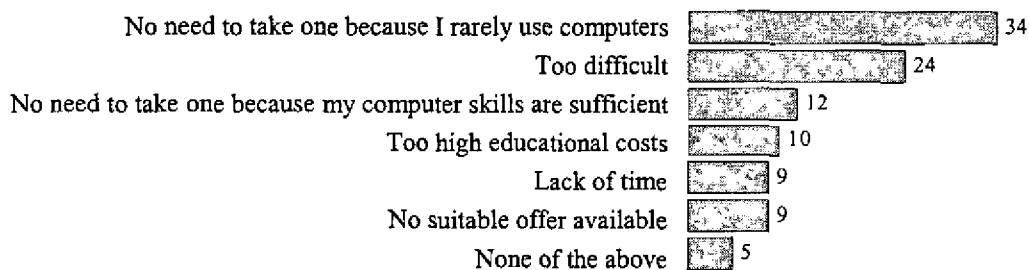 No need to take one because I rarely use computers 34
Too difficult 24
No need to take one because my computer skills are sufficient 12
Too high educational costs 10
Lack of time 9
No suitable offer available 9
None of the above 5